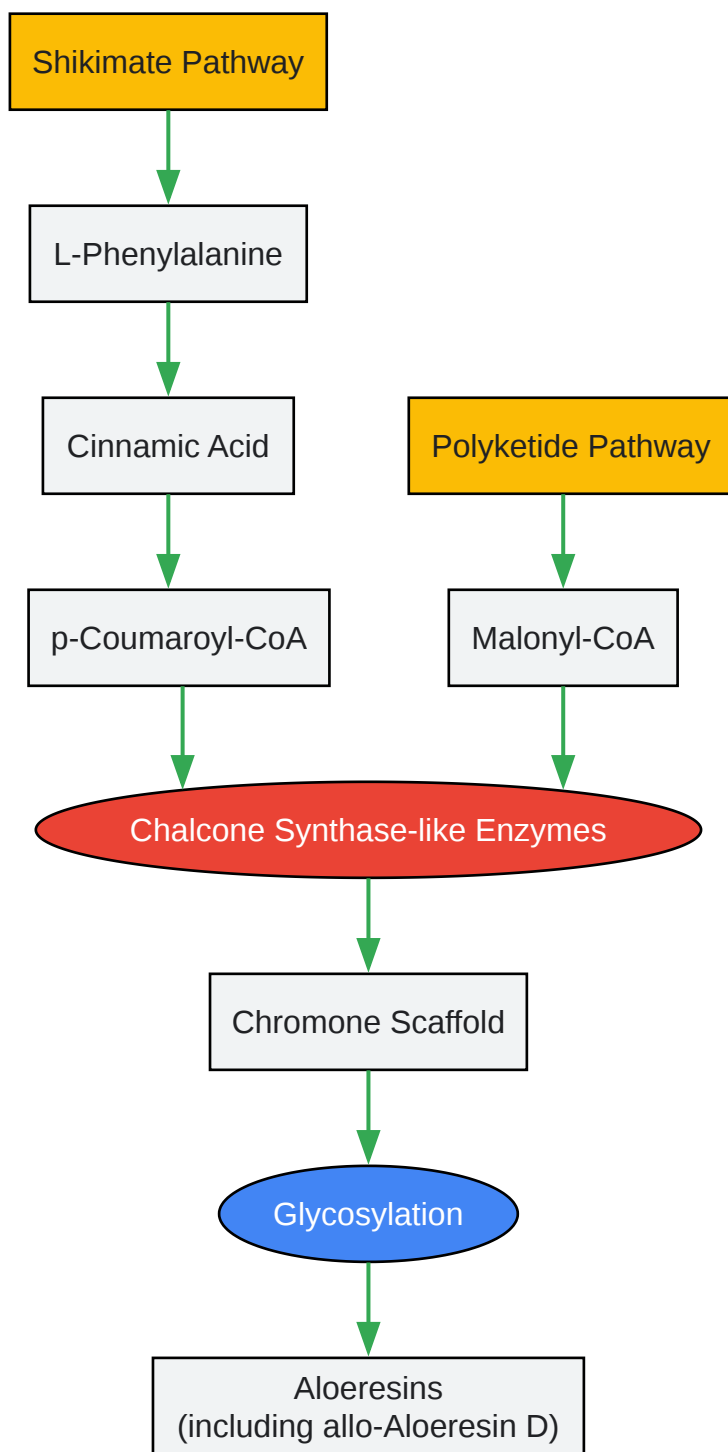 Shikimate Pathway
L-Phenylalanine
Cinnamic Acid
Polyketide Pathway
p-Coumaroyl-CoA
Malonyl-CoA
Chalcone Synthase-like Enzymes
Chromone Scaffold
Glycosylation
Aloeresins
(including allo-Aloeresin D)